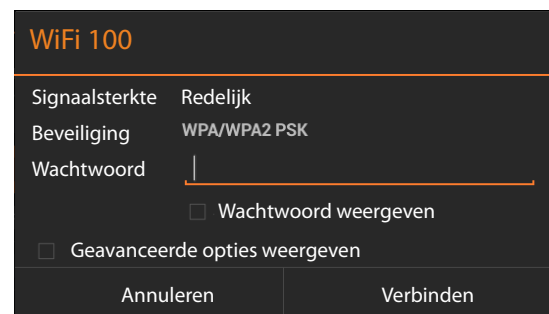 WiFi 100
Signaalsterkte Redelijk
Beveiliging WPA/WPA2 PSK
Wachtwoord
Wachtwoord weergeven
Geavanceerde opties weergeven
Annuleren Verbinden